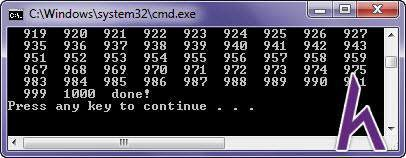 C:\Windows\system32\cmd.exe
919 920 921 922 923 924 925 926 927
935 936 937 938 939 940 941 942 943
951 952 953 954 955 956 957 958 959
967 968 969 970 971 972 973 974 975
983 984 985 986 987 988 989 990 991
999 1000 done!
Press any key to continue . . .